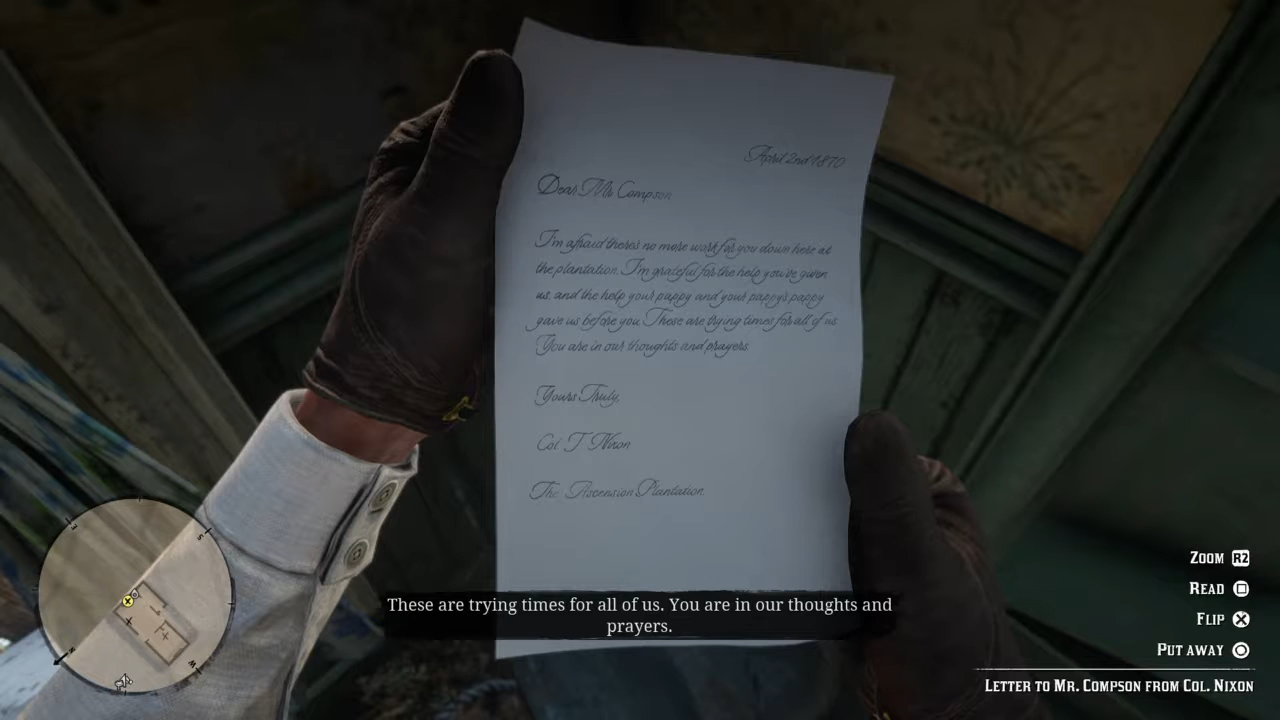 April 2nd 1870
Dear Mr Compson
I'm afraid there's no more work for you down here at
the plantation. I'm grateful for the help you've given
us, and the help your pappy and your pappy's pappy
gave us before you. These are trying times for all of us.
You are in our thoughts and prayers.
Yours Truly,
Col. T Nixon
The Ascension Plantation.
These are trying times for all of us. You are in our thoughts and
prayers.
ZOOM R2
READ
FLIP
PUT AWAY
LETTER TO MR. COMPSON FROM COL. NIXON